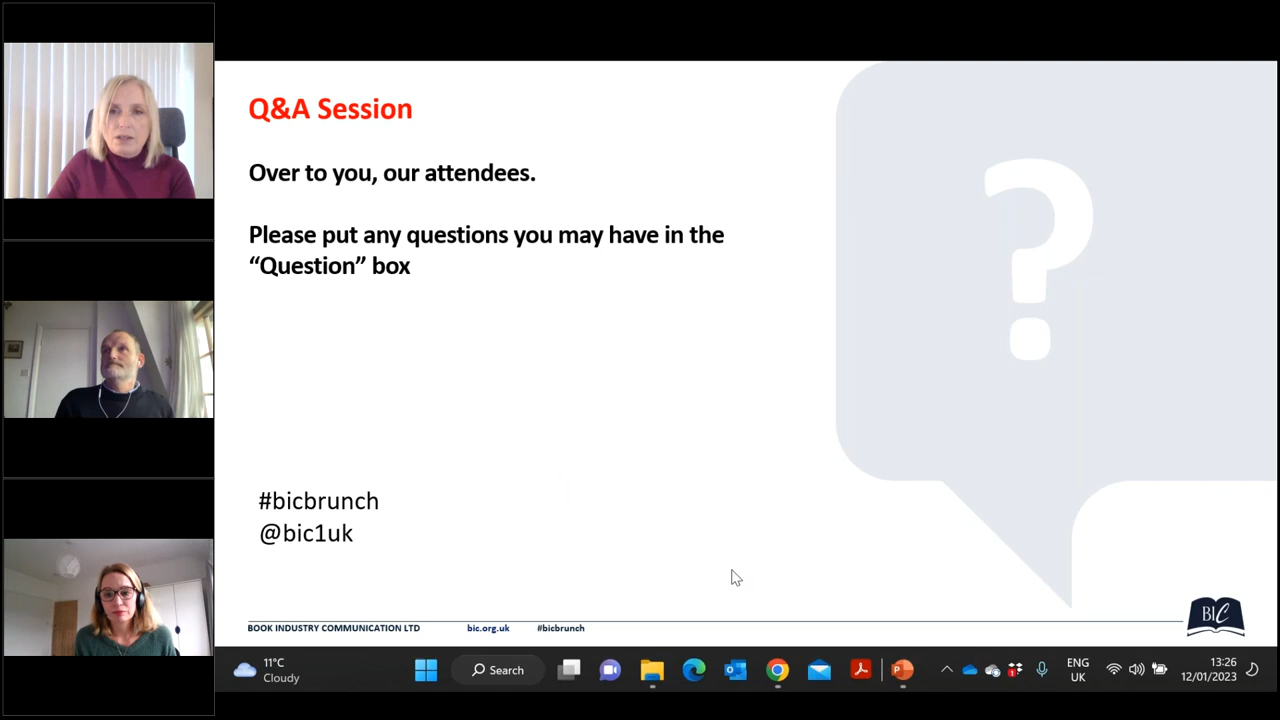 Q&A Session
Over to you, our attendees.
Please put any questions you may have in the
“Question” box
?
#bicbrunch
@bic1uk
BOOK INDUSTRY COMMUNICATION LTD bic.org.uk #bicbrunch
BIC
11°C
Cloudy
Search
ENG
UK
13:26
12/01/2023